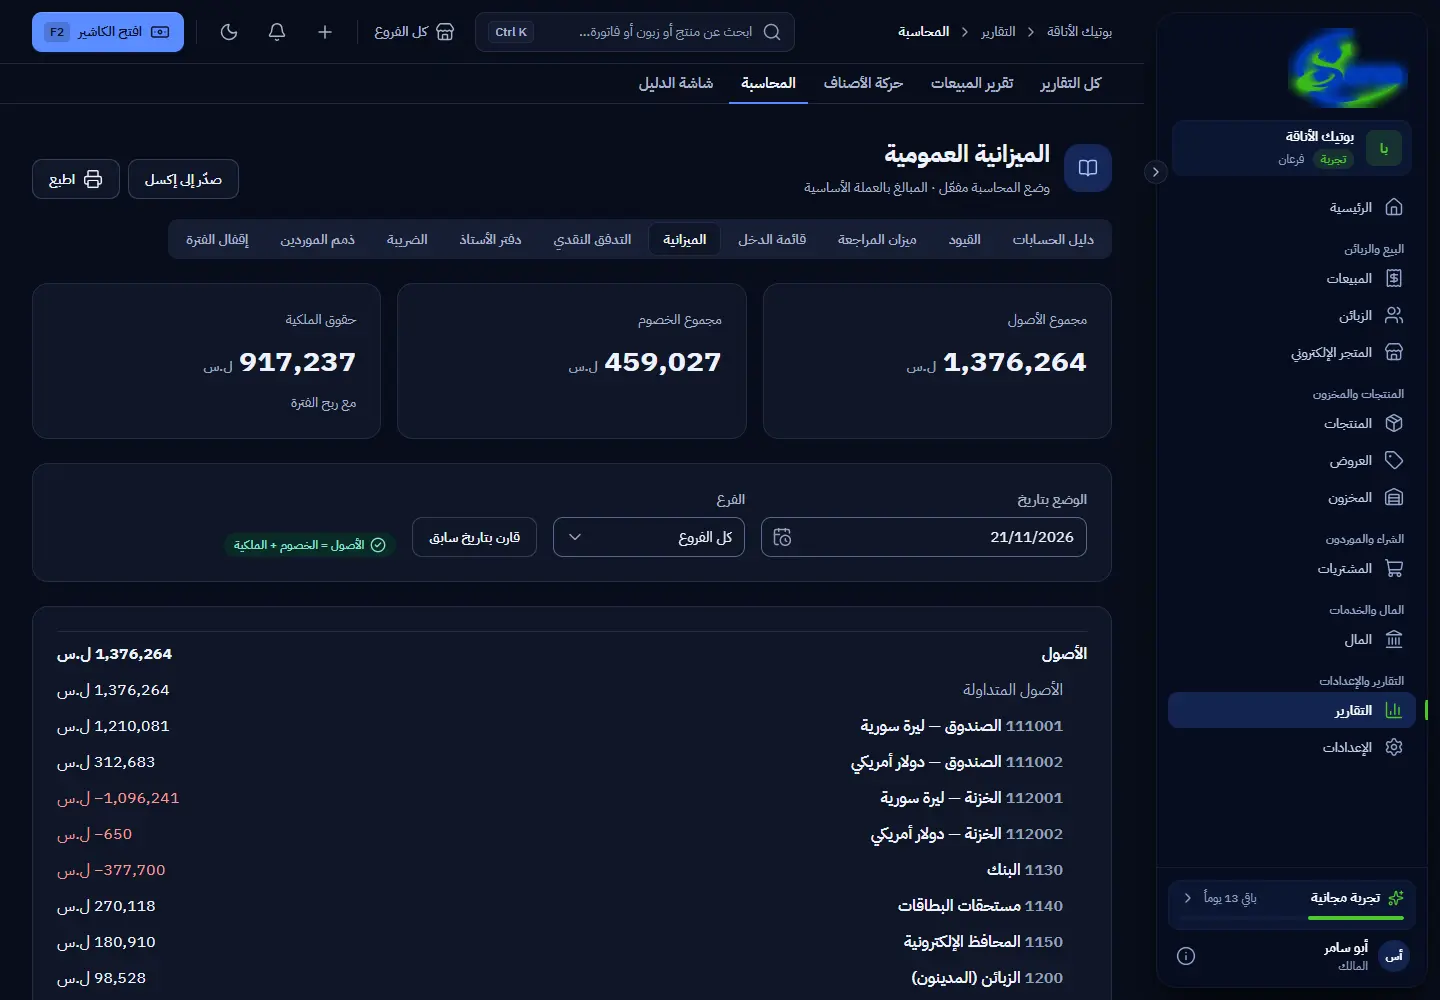 بوتيك الأناقة
التقارير
المحاسبة
ابحث عن منتج أو زبون أو فاتورة...
Ctrl K
كل الفروع
افتح الكاشير
F2
كل التقارير
تقرير المبيعات
حركة الأصناف
المحاسبة
شاشة الدليل
با
بوتيك الأناقة
تجربة
فرعان
الرئيسية
البيع والزبائن
المبيعات
الزبائن
المتجر الإلكتروني
المنتجات والمخزون
المنتجات
العروض
المخزون
الشراء والموردون
المشتريات
المال والخدمات
المال
التقارير والإعدادات
التقارير
الإعدادات
تجربة مجانية
باقي 13 يوماً
أس
أبو سامر
المالك
الميزانية العمومية
وضع المحاسبة مفعّل · المبالغ بالعملة الأساسية
صدّر إلى إكسل
اطبع
دليل الحسابات
القيود
ميزان المراجعة
قائمة الدخل
الميزانية
التدفق النقدي
دفتر الأستاذ
الضريبة
ذمم الموردين
إقفال الفترة
مجموع الأصول
1,376,264 ل.س
مجموع الخصوم
459,027 ل.س
حقوق الملكية
917,237 ل.س
مع ربح الفترة
الوضع بتاريخ
21/11/2026
الفرع
كل الفروع
قارن بتاريخ سابق
الأصول = الخصوم + الملكية
الأصول 1,376,264 ل.س
الأصول المتداولة 1,376,264 ل.س
111001 الصندوق — ليرة سورية 1,210,081 ل.س
111002 الصندوق — دولار أمريكي 312,683 ل.س
112001 الخزنة — ليرة سورية −1,096,241 ل.س
112002 الخزنة — دولار أمريكي −650 ل.س
1130 البنك −377,700 ل.س
1140 مستحقات البطاقات 270,118 ل.س
1150 المحافظ الإلكترونية 180,910 ل.س
1200 الزبائن (المدينون) 98,528 ل.س